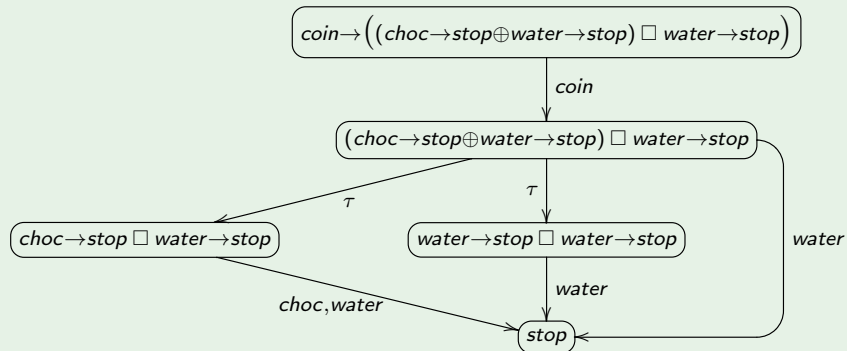 coin→((choc→stop⊕water→stop) □ water→stop)
coin
(choc→stop⊕water→stop) □ water→stop
τ
τ
choc→stop □ water→stop
water→stop □ water→stop
water
choc,water
water
stop